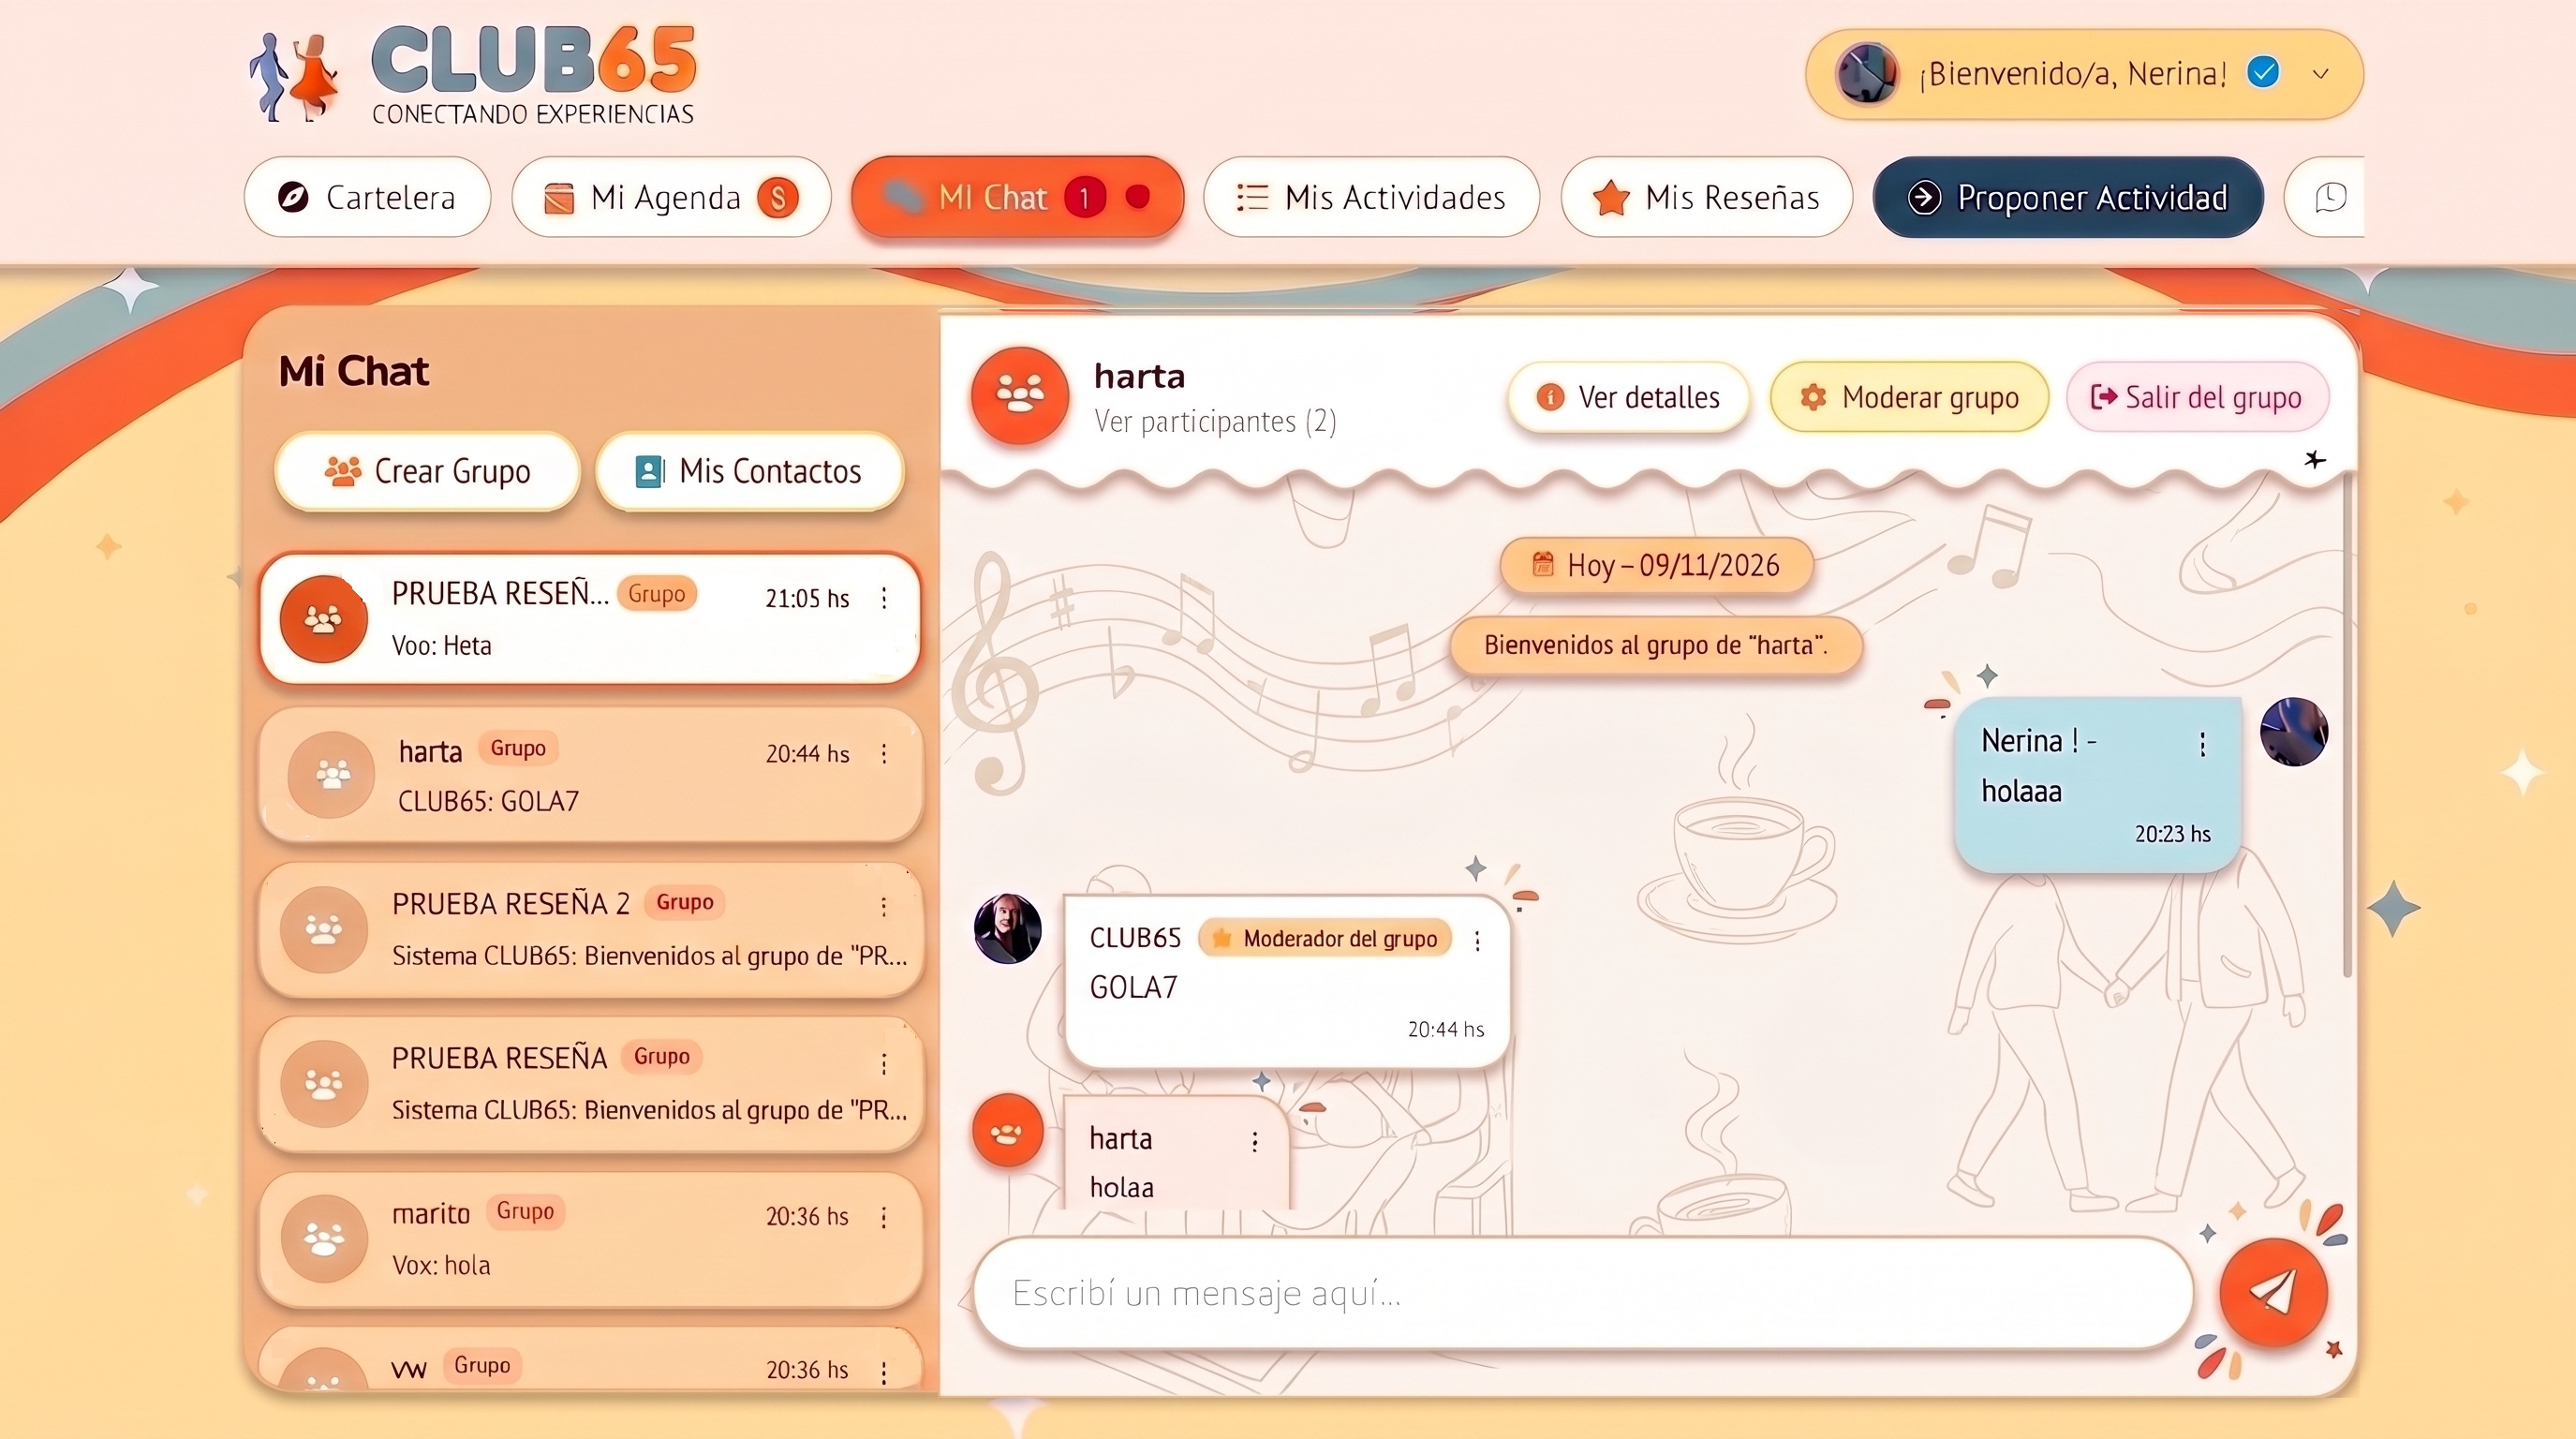 CLUB65
CONECTANDO EXPERIENCIAS
¡Bienvenido/a, Nerina!
Cartelera
Mi Agenda S
MI Chat 1
Mis Actividades
Mis Reseñas
Proponer Actividad
Mi Chat
Crear Grupo
Mis Contactos
PRUEBA RESEÑ... Grupo 21:05 hs
Voo: Heta
harta Grupo 20:44 hs
CLUB65: GOLA7
PRUEBA RESEÑA 2 Grupo
Sistema CLUB65: Bienvenidos al grupo de "PR...
PRUEBA RESEÑA Grupo
Sistema CLUB65: Bienvenidos al grupo de "PR...
marito Grupo 20:36 hs
Vox: hola
vw Grupo 20:36 hs
harta
Ver participantes (2)
Ver detalles
Moderar grupo
Salir del grupo
Hoy – 09/11/2026
Bienvenidos al grupo de “harta”.
Nerina ! -
holaaa
20:23 hs
CLUB65 Moderador del grupo
GOLA7
20:44 hs
harta
holaa
Escribí un mensaje aquí...